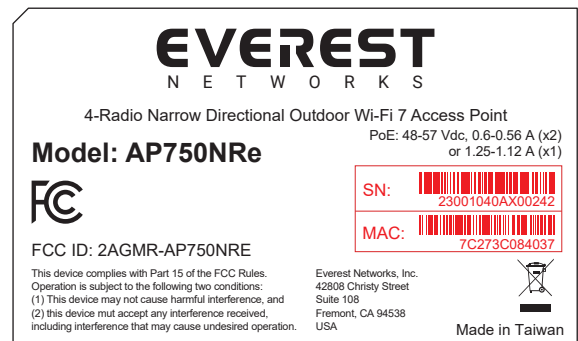 EVEREST
NETWORKS
4-Radio Narrow Directional Outdoor Wi-Fi 7 Access Point
PoE: 48-57 Vdc, 0.6-0.56 A (x2)
or 1.25-1.12 A (x1)
Model: AP750NRe
SN:
23001040AX00242
MAC:
7C273C084037
FC
FCC ID: 2AGMR-AP750NRE
This device complies with Part 15 of the FCC Rules.
Operation is subject to the following two conditions:
(1) This device may not cause harmful interference, and
(2) this device mut accept any interference received,
including interference that may cause undesired operation.
Everest Networks, Inc.
42808 Christy Street
Suite 108
Fremont, CA 94538
USA
Made in Taiwan